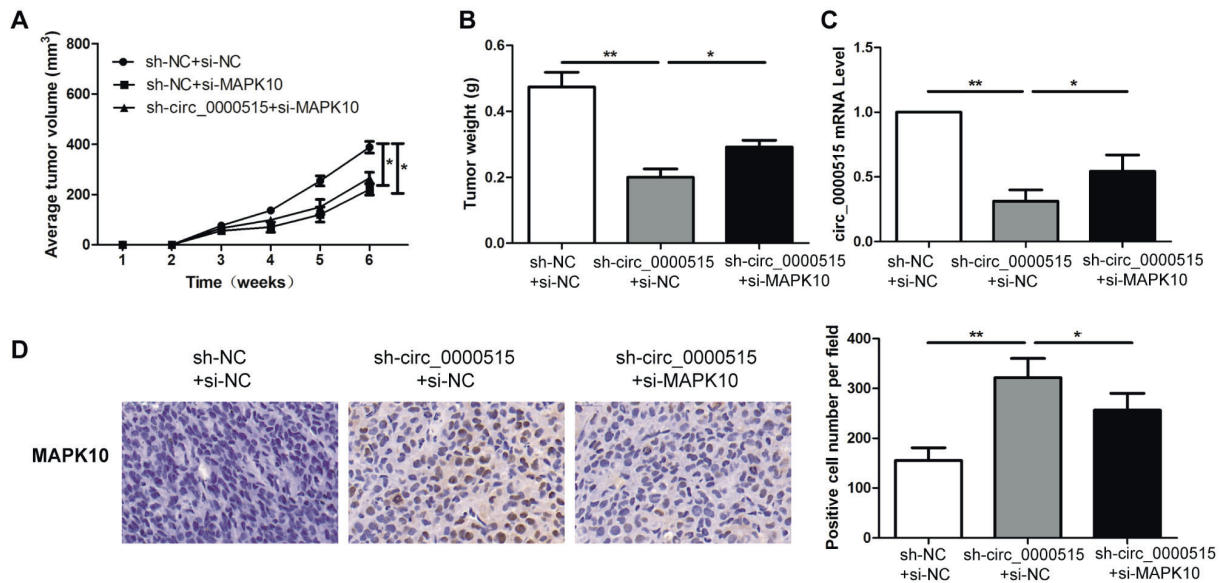 A
Average tumor volume (mm³)
800
600
400
200
0
sh-NC+si-NC
sh-NC+si-MAPK10
sh-circ_0000515+si-MAPK10
*
*
1 2 3 4 5 6
Time（weeks）
B
Tumor weight (g)
0.6
0.4
0.2
0.0
** *
sh-NC sh-circ_0000515 sh-circ_0000515
+si-NC +si-NC +si-MAPK10
C
circ_0000515 mRNA Level
1.5
1.0
0.5
0.0
** *
sh-NC sh-circ_0000515 sh-circ_0000515
+si-NC +si-NC +si-MAPK10
D
sh-NC sh-circ_0000515 sh-circ_0000515
+si-NC +si-NC +si-MAPK10
MAPK10
Positive cell number per field
400
300
200
100
0
** *
sh-NC sh-circ_0000515 sh-circ_0000515
+si-NC +si-NC +si-MAPK10